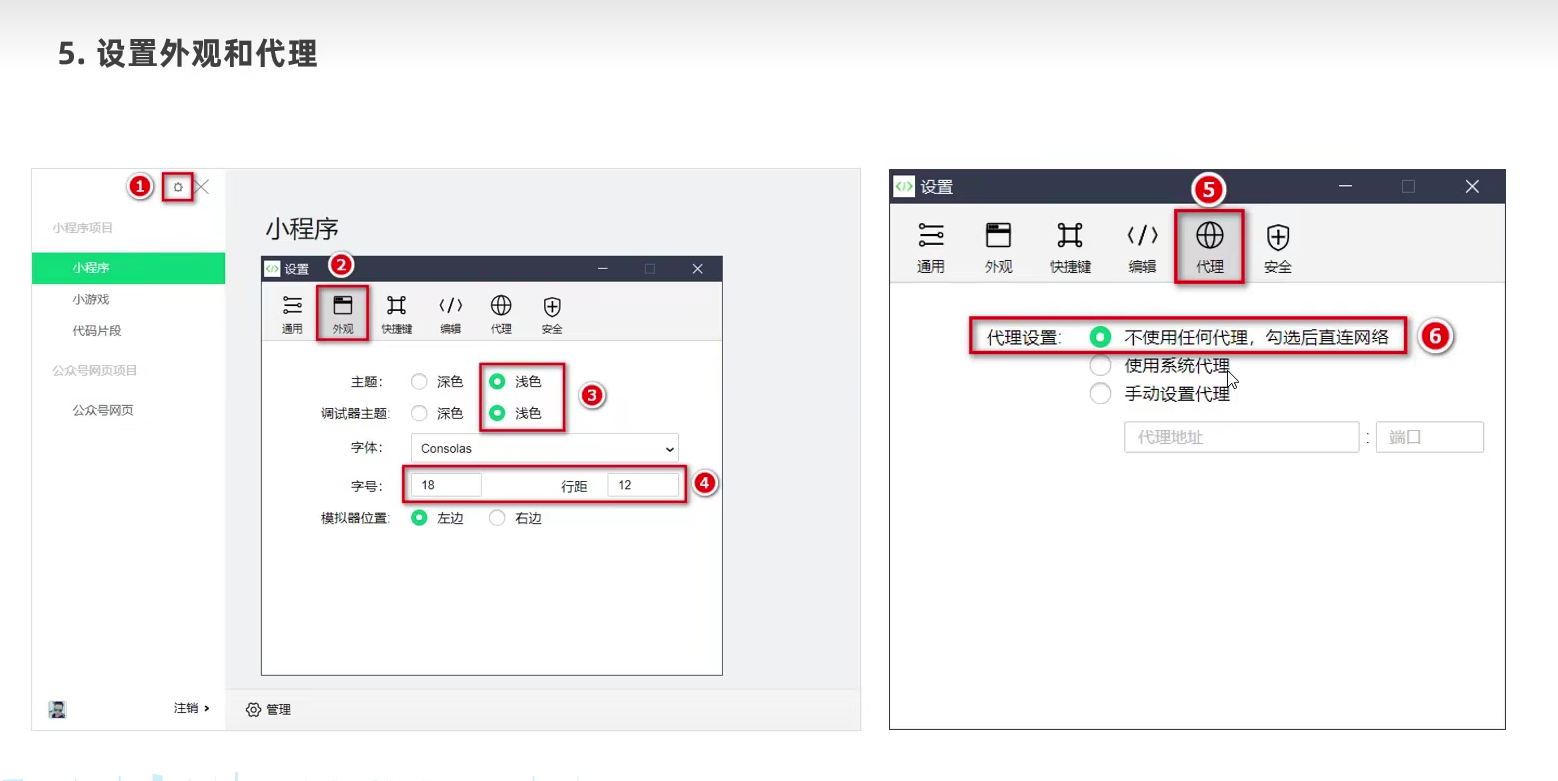 5. 设置外观和代理
1
小程序项目
小程序
小游戏
代码片段
公众号网页项目
公众号网页
注销
小程序
设置
2
通用 外观 快捷键 编辑 代理 安全
主题: 深色 浅色
3
调试器主题: 深色 浅色
字体: Consolas
字号: 18 行距 12
4
模拟器位置: 左边 右边
管理
设置
5
通用 外观 快捷键 编辑 代理 安全
代理设置: 不使用任何代理，勾选后直连网络
6
使用系统代理
手动设置代理
代理地址 : 端口